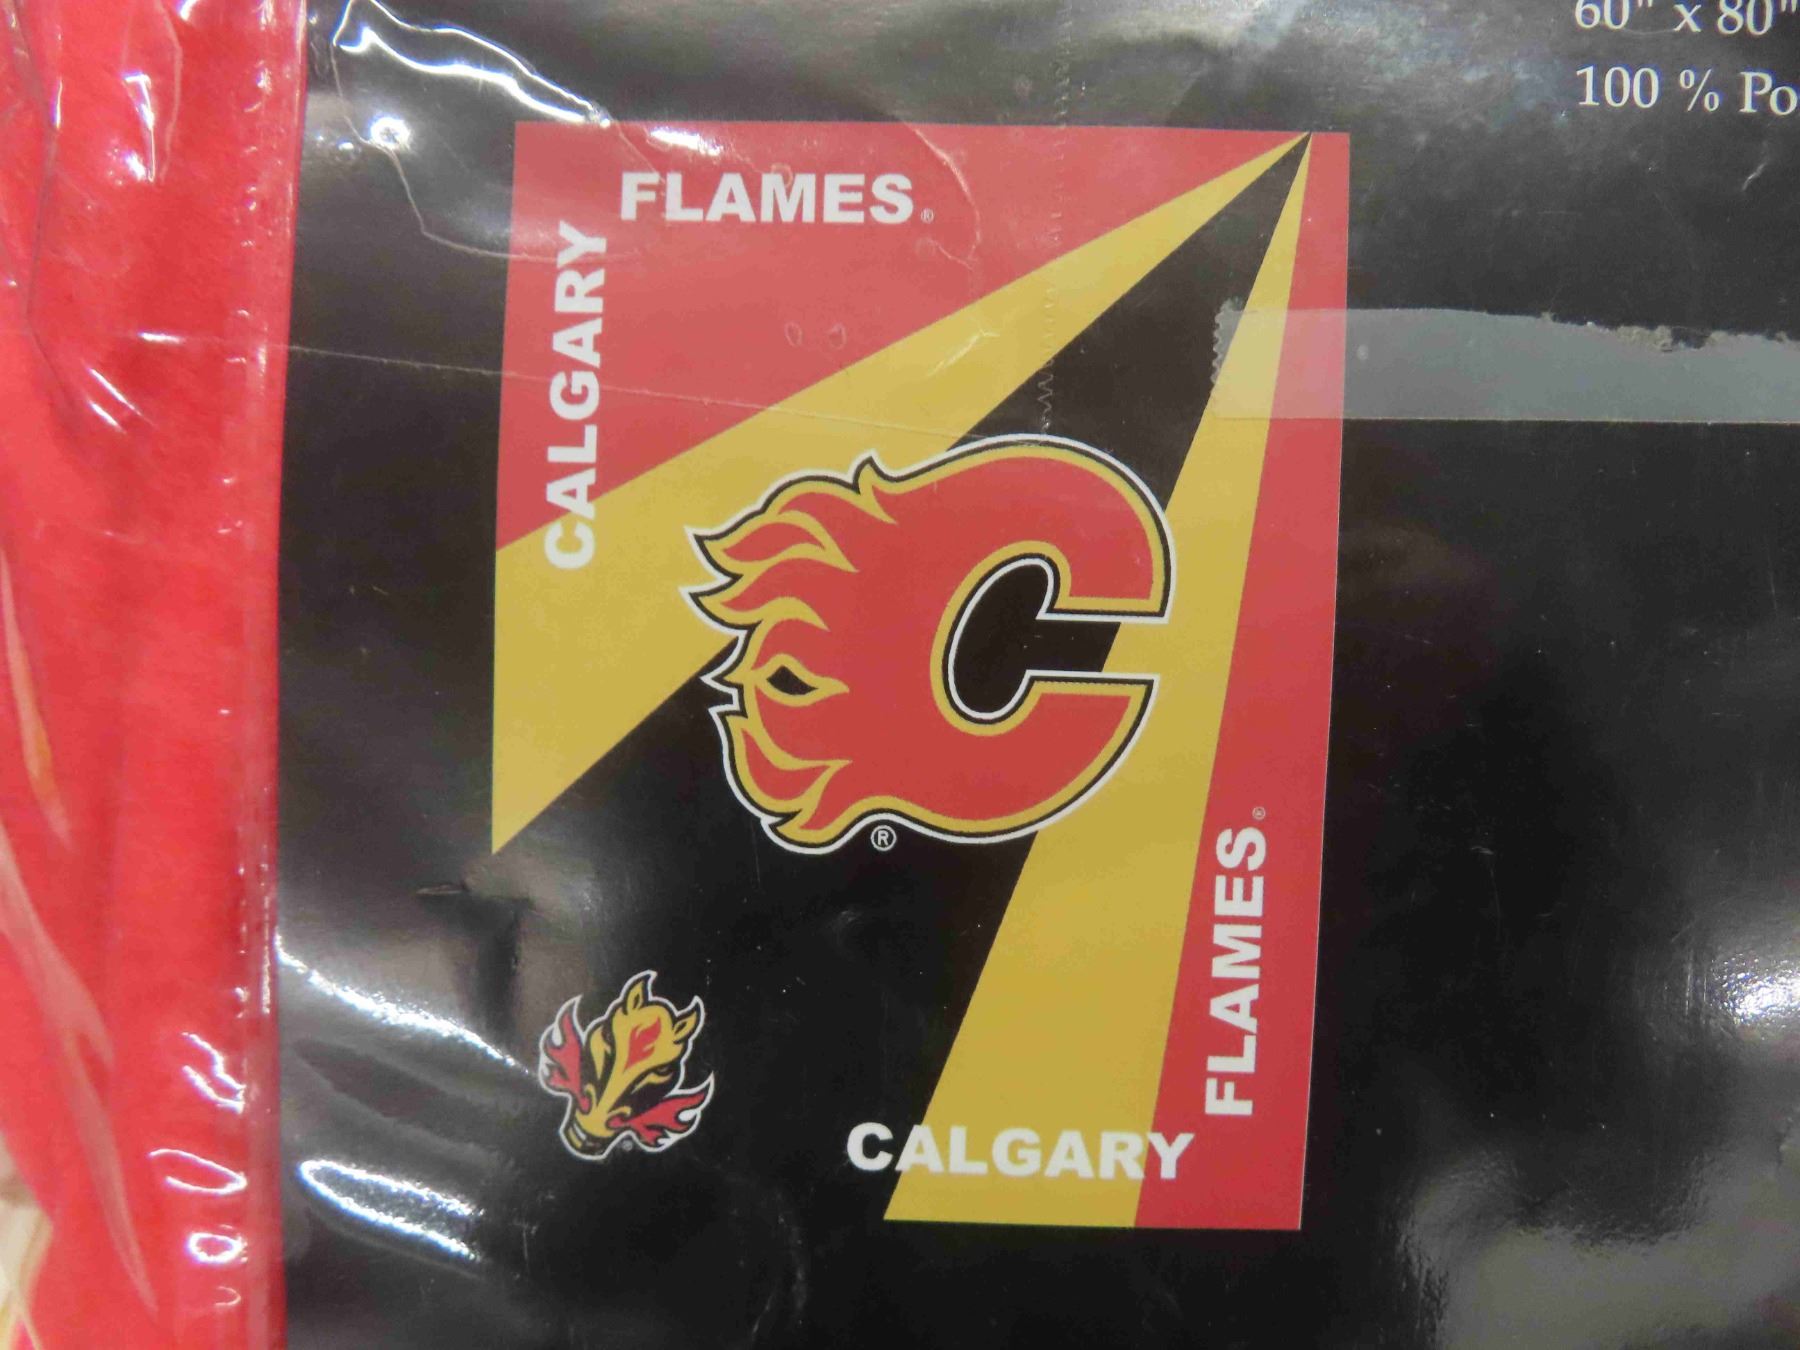 60" x 80"
100 % Po
FLAMES®
CALGARY
C
®
FLAMES®
CALGARY